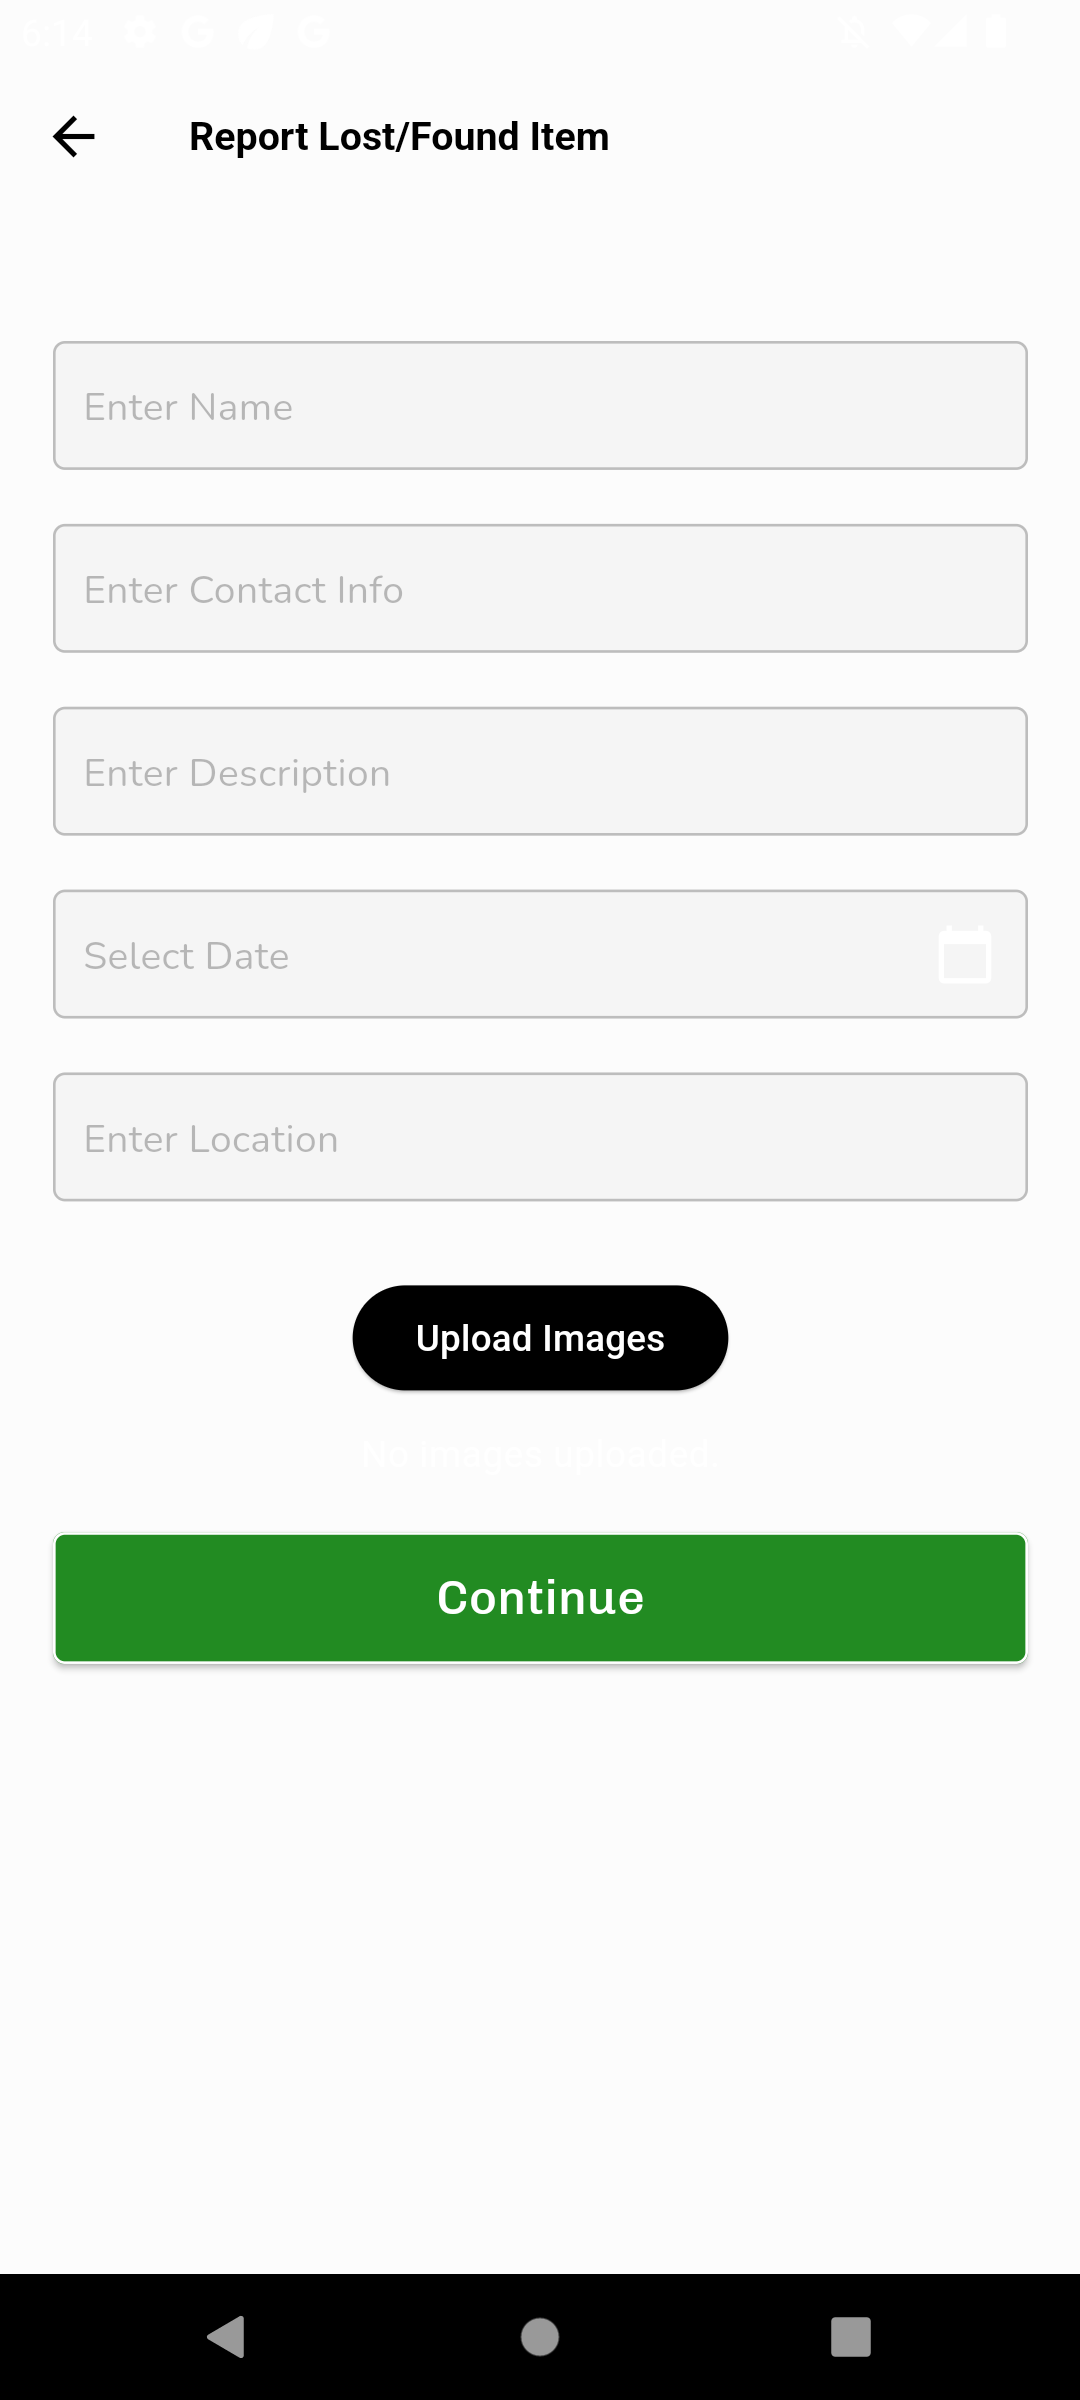 6:14
Report Lost/Found Item
Enter Name
Enter Contact Info
Enter Description
Select Date
Enter Location
Upload Images
No images uploaded.
Continue